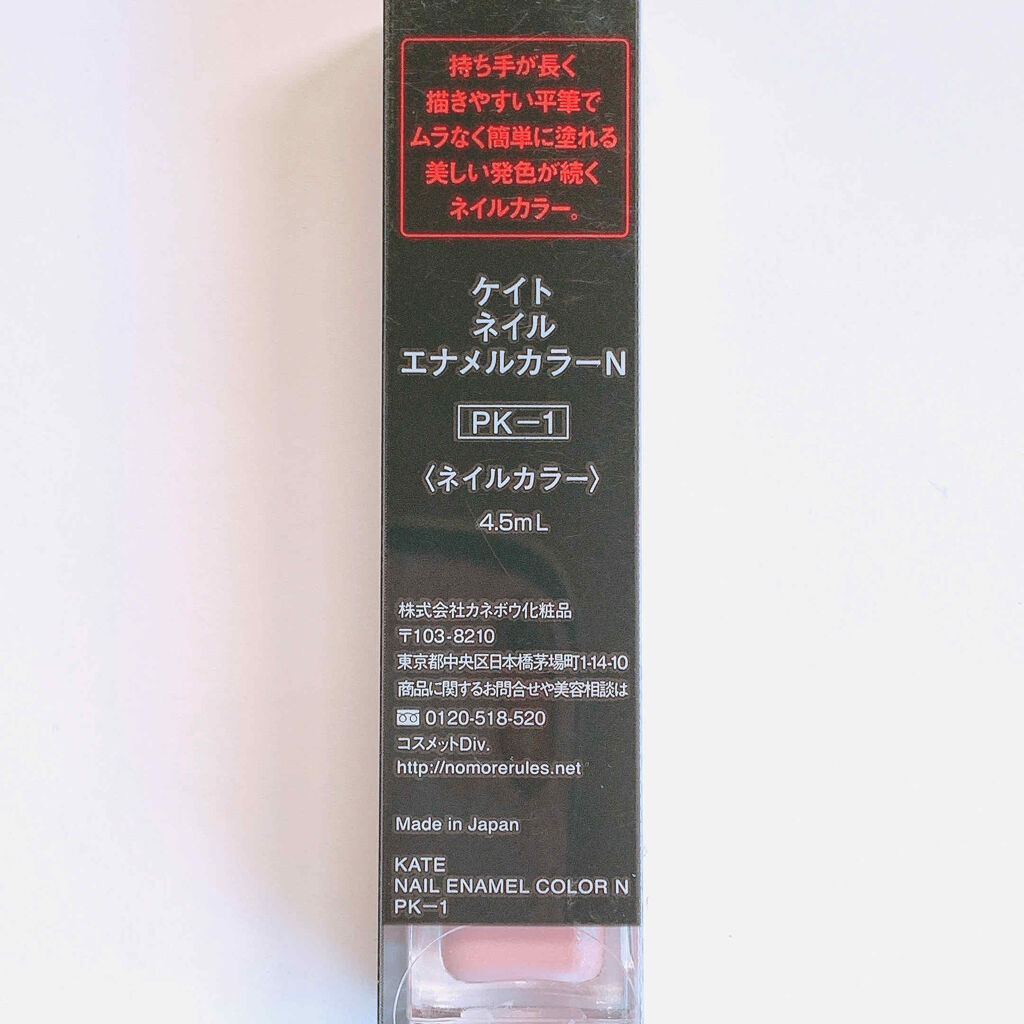 持ち手が長く
描きやすい平筆で
ムラなく簡単に塗れる
美しい発色が続く
ネイルカラー。
ケイト
ネイル
エナメルカラーN
PK－1
〈ネイルカラー〉
4.5mL
株式会社カネボウ化粧品
〒103-8210
東京都中央区日本橋茅場町1-14-10
商品に関するお問合せや美容相談は
0120-518-520
コスメットDiv.
http://nomorerules.net
Made in Japan
KATE
NAIL ENAMEL COLOR N
PK－1